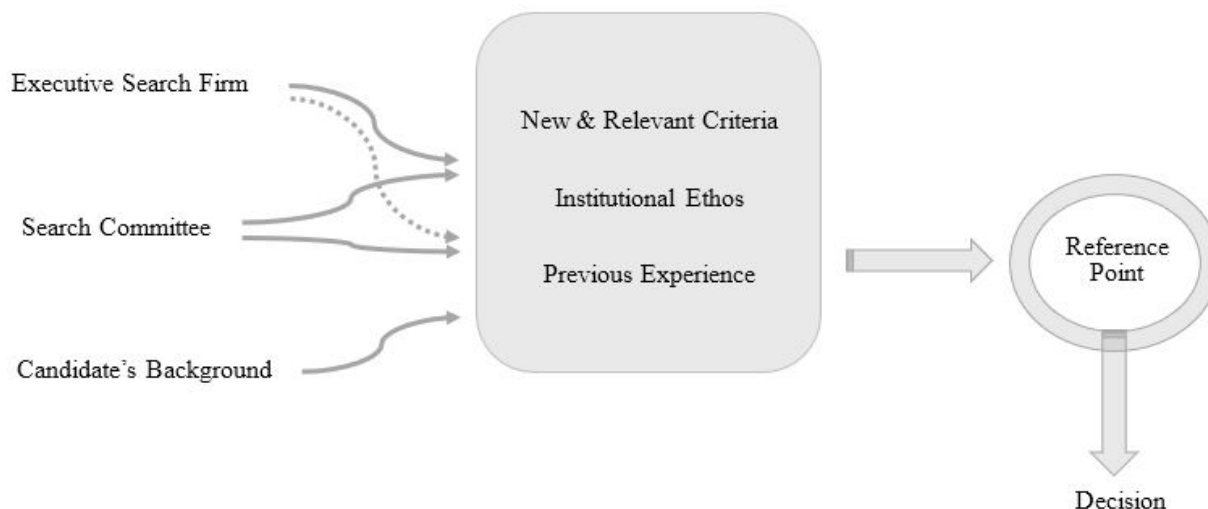 Executive Search Firm
Search Committee
Candidate’s Background
New & Relevant Criteria
Institutional Ethos
Previous Experience
Reference
Point
Decision